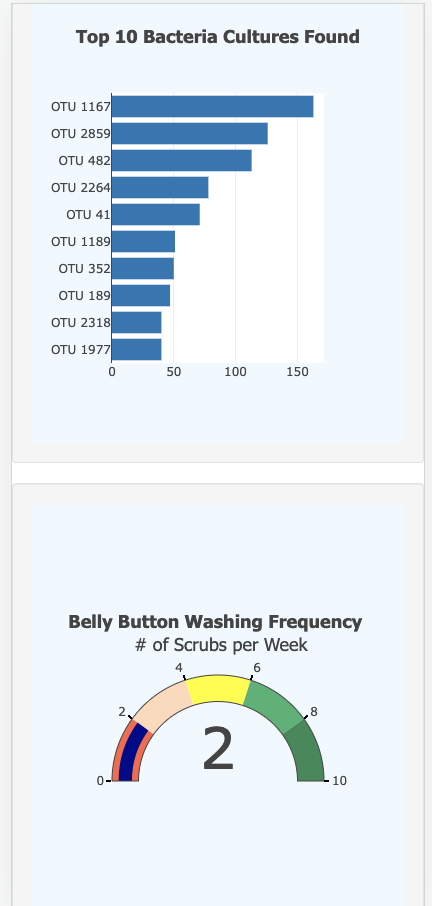 Top 10 Bacteria Cultures Found
OTU 1167
OTU 2859
OTU 482
OTU 2264
OTU 41
OTU 1189
OTU 352
OTU 189
OTU 2318
OTU 1977
0 50 100 150
Belly Button Washing Frequency
# of Scrubs per Week
4 6
2 8
2
0 10